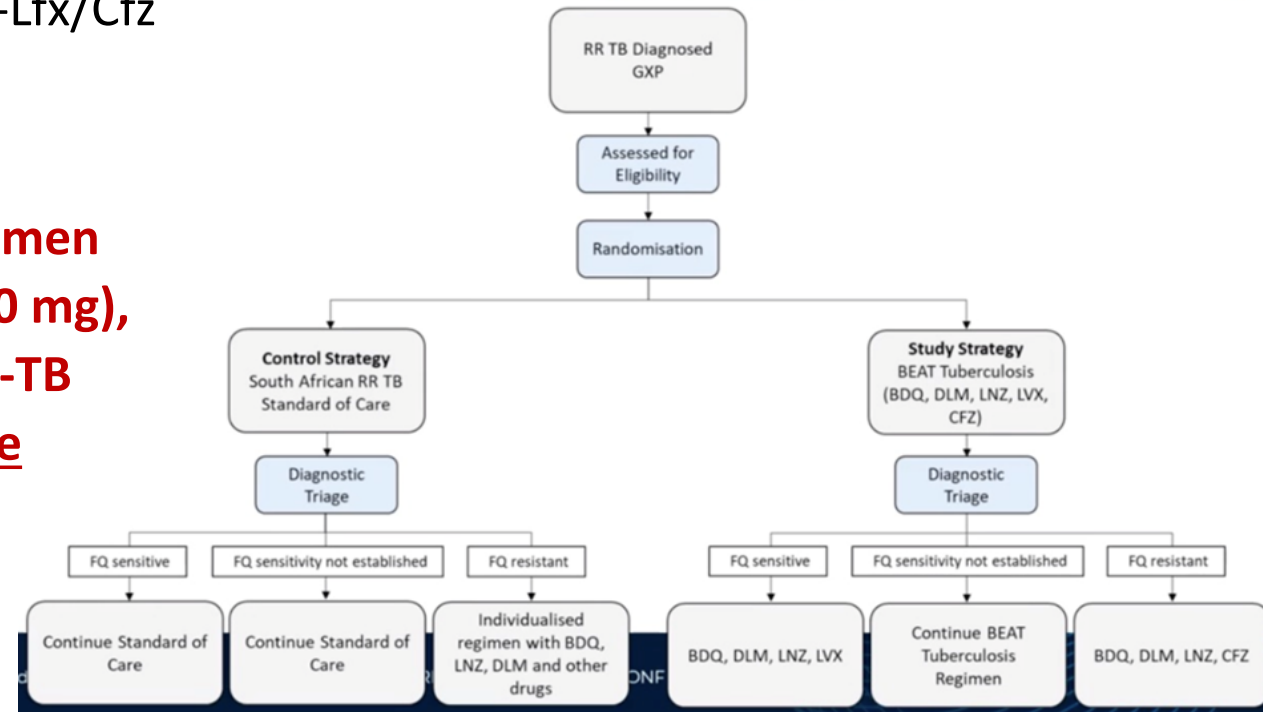 -Lfx/Cfz
men
0 mg),
-TB
e
RR TB Diagnosed
GXP
Assessed for
Eligibility
Randomisation
Control Strategy
South African RR TB
Standard of Care
Study Strategy
BEAT Tuberculosis
(BDQ, DLM, LNZ, LVX,
CFZ)
Diagnostic
Triage
Diagnostic
Triage
FQ sensitive
FQ sensitivity not established
FQ resistant
FQ sensitive
FQ sensitivity not established
FQ resistant
Continue Standard of
Care
Continue Standard of
Care
Individualised
regimen with BDQ,
LNZ, DLM and other
drugs
BDQ, DLM, LNZ, LVX
Continue BEAT
Tuberculosis
Regimen
BDQ, DLM, LNZ, CFZ
ONF